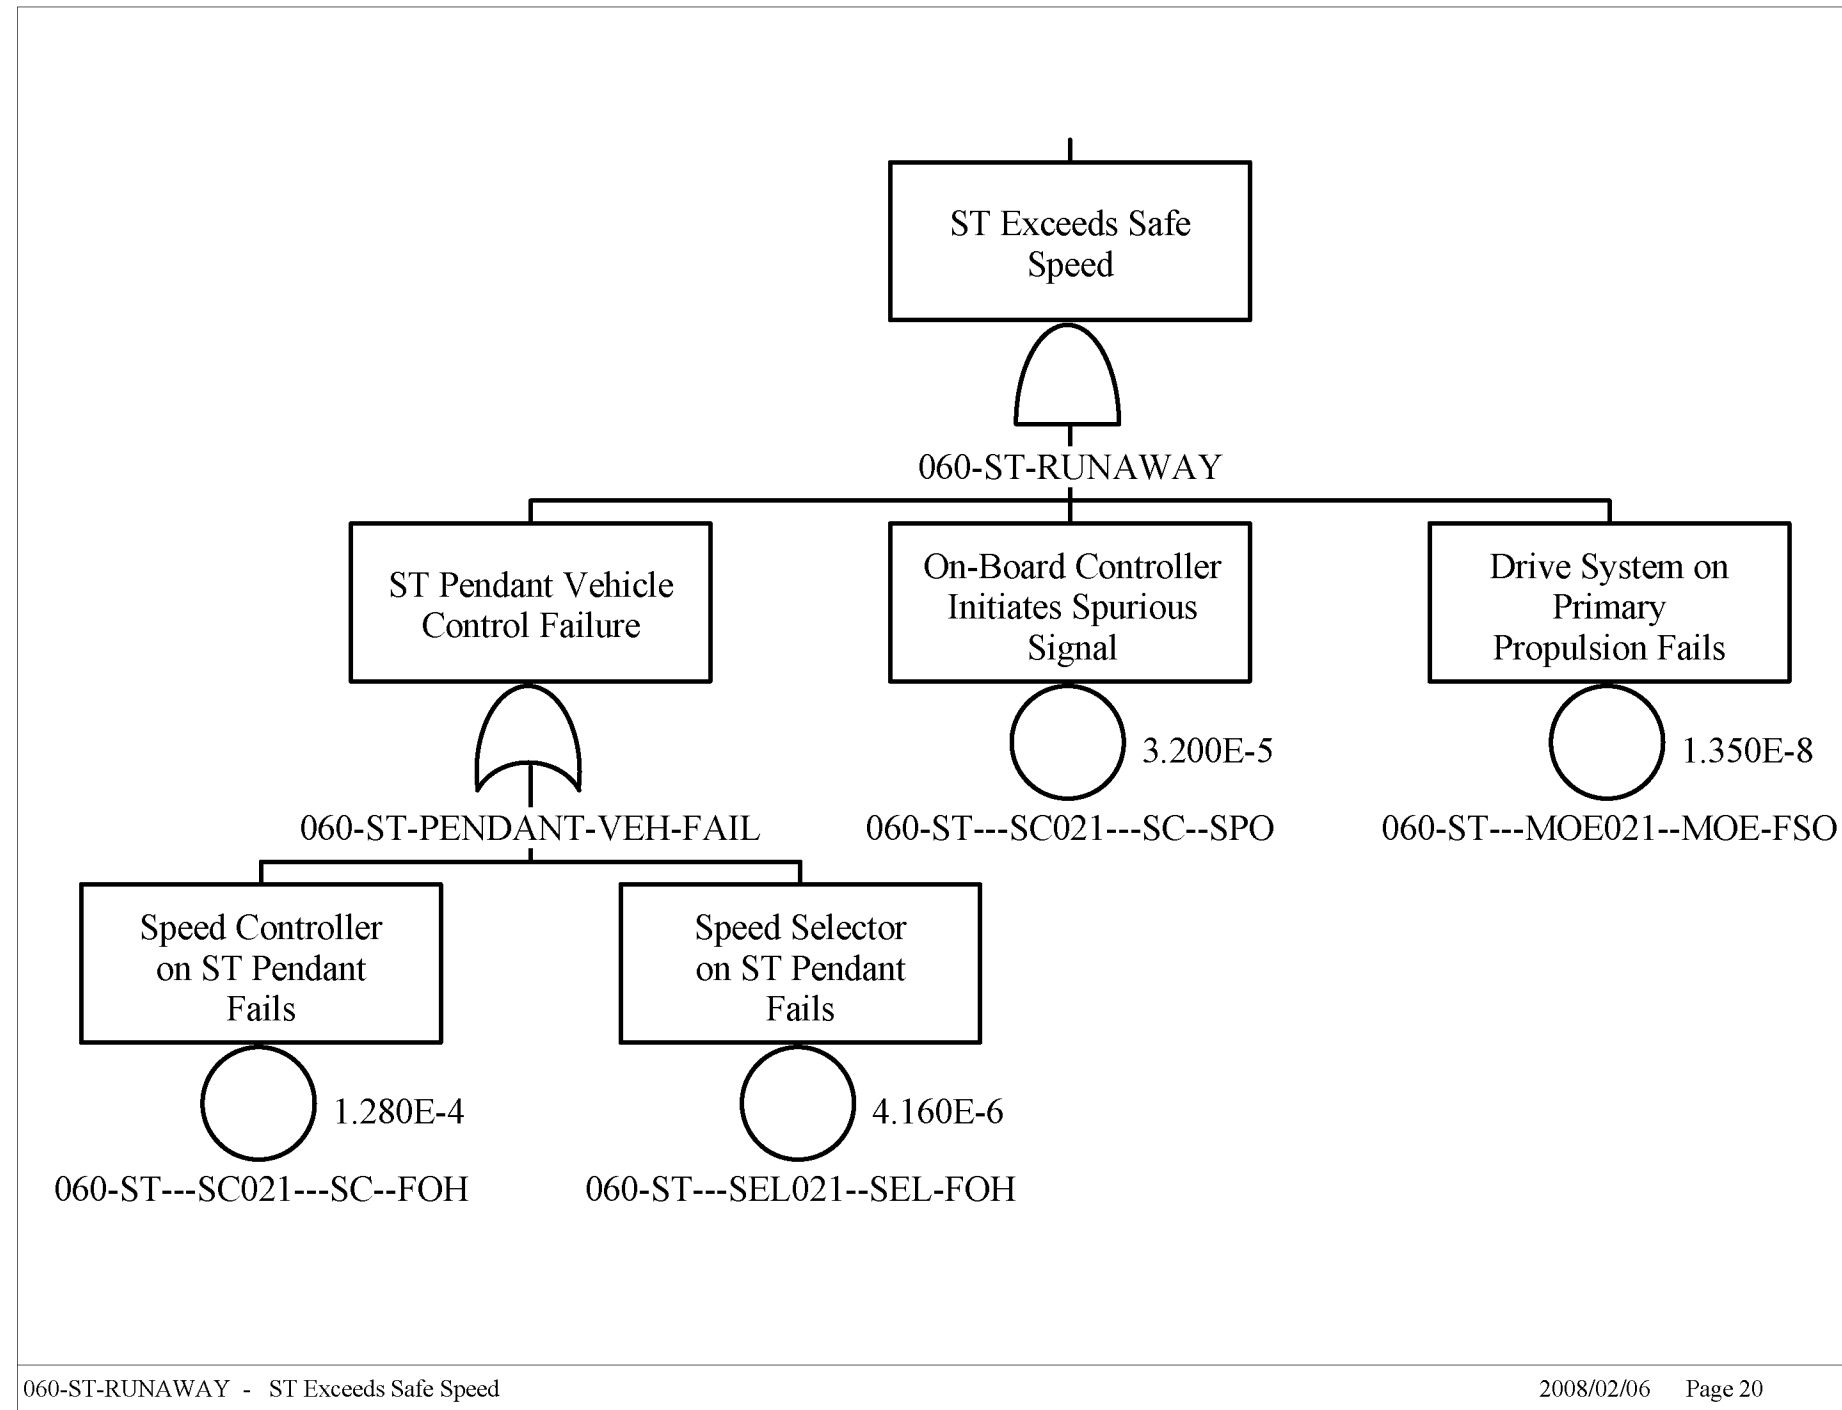 ST Exceeds Safe
Speed
060-ST-RUNAWAY
ST Pendant Vehicle
Control Failure
On-Board Controller
Initiates Spurious
Signal
Drive System on
Primary
Propulsion Fails
3.200E-5
1.350E-8
060-ST-PENDANT-VEH-FAIL
060-ST---SC021---SC--SPO
060-ST---MOE021--MOE-FSO
Speed Controller
on ST Pendant
Fails
Speed Selector
on ST Pendant
Fails
1.280E-4
4.160E-6
060-ST---SC021---SC--FOH
060-ST---SEL021--SEL-FOH
060-ST-RUNAWAY - ST Exceeds Safe Speed
2008/02/06 Page 20